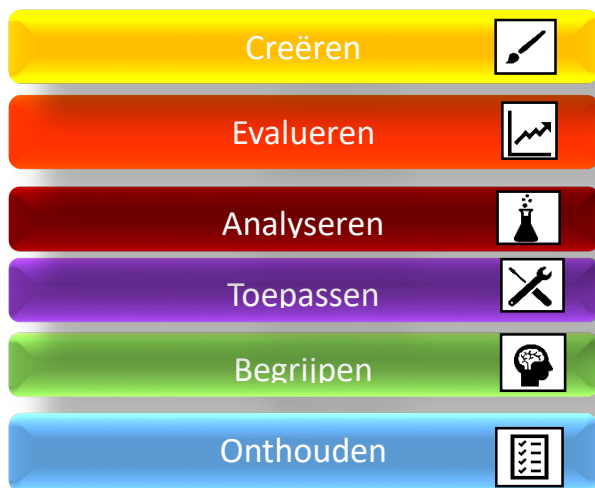 Creëren
Evalueren
Analyseren
Toepassen
Begrijpen
Onthouden